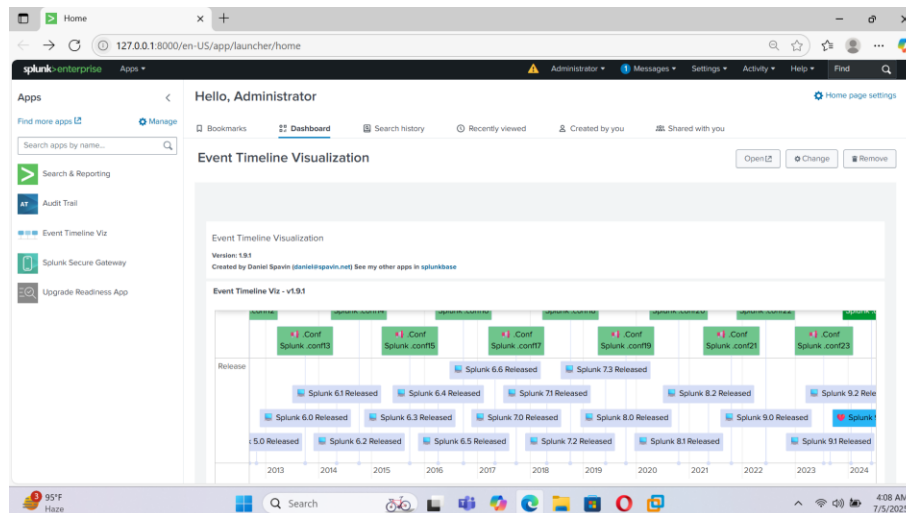 Home
127.0.0.1:8000/en-US/app/launcher/home
splunk>enterprise Apps Administrator 1 Messages Settings Activity Help Find
Apps
Hello, Administrator
Home page settings
Find more apps Manage
Bookmarks Dashboard Search history Recently viewed Created by you Shared with you
Search apps by name...
Event Timeline Visualization
Open Change Remove
Search & Reporting
AT Audit Trail
Event Timeline Viz
Splunk Secure Gateway
Upgrade Readiness App
Event Timeline Visualization
Version: 1.9.1
Created by Daniel Spavin (daniel@spavin.net) See my other apps in splunkbase
Event Timeline Viz - v1.9.1
.Conf .Conf .Conf .Conf .Conf .Conf
Splunk .conf13 Splunk .conf15 Splunk .conf17 Splunk .conf19 Splunk .conf21 Splunk .conf23
Release
Splunk 6.6 Released Splunk 7.3 Released
Splunk 6.1 Released Splunk 6.4 Released Splunk 7.1 Released Splunk 8.2 Released Splunk 9.2 Rele
Splunk 6.0 Released Splunk 6.3 Released Splunk 7.0 Released Splunk 8.0 Released Splunk 9.0 Released Splunk
5.0 Released Splunk 6.2 Released Splunk 6.5 Released Splunk 7.2 Released Splunk 8.1 Released Splunk 9.1 Released
2013 2014 2015 2016 2017 2018 2019 2020 2021 2022 2023 2024
3 95°F
Haze
Search
4:08 AM
7/5/202